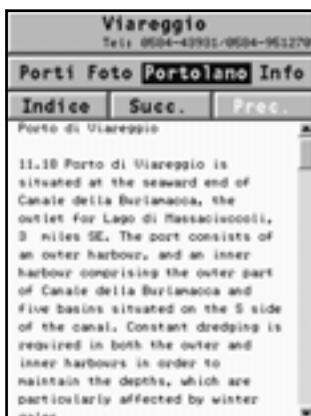 Viareggio
Tel: 0584-43931/0584-951270
Porti Foto Portolano Info
Indice Succ. Prec.
Porto di Viareggio
11.18 Porto di Viareggio is
situated at the seaward end of
Canale della Burlamacca, the
outlet for Lago di Massaciuccoli,
3 miles SE. The port consists of
an outer harbour, and an inner
harbour comprising the outer part
of Canale della Burlamacca and
five basins situated on the S side
of the canal. Constant dredging is
required in both the outer and
inner harbours in order to
maintain the depths, which are
particularly affected by winter